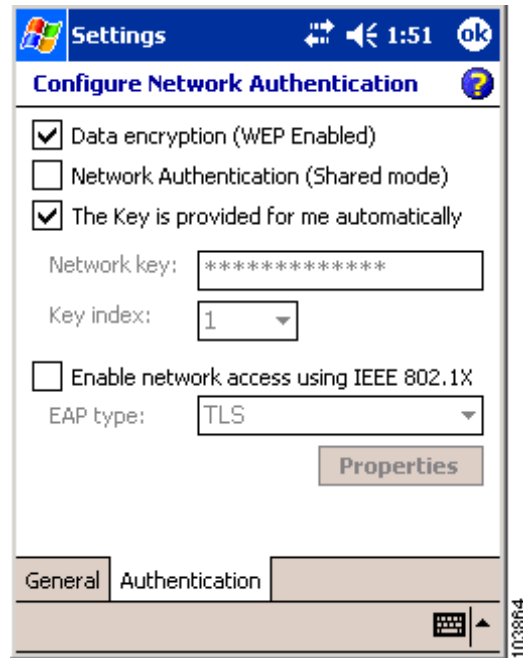 Settings 1:51 ok
Configure Network Authentication ?
Data encryption (WEP Enabled)
Network Authentication (Shared mode)
The Key is provided for me automatically
Network key: *************
Key index: 1
Enable network access using IEEE 802.1X
EAP type: TLS
Properties
General Authentication
103864